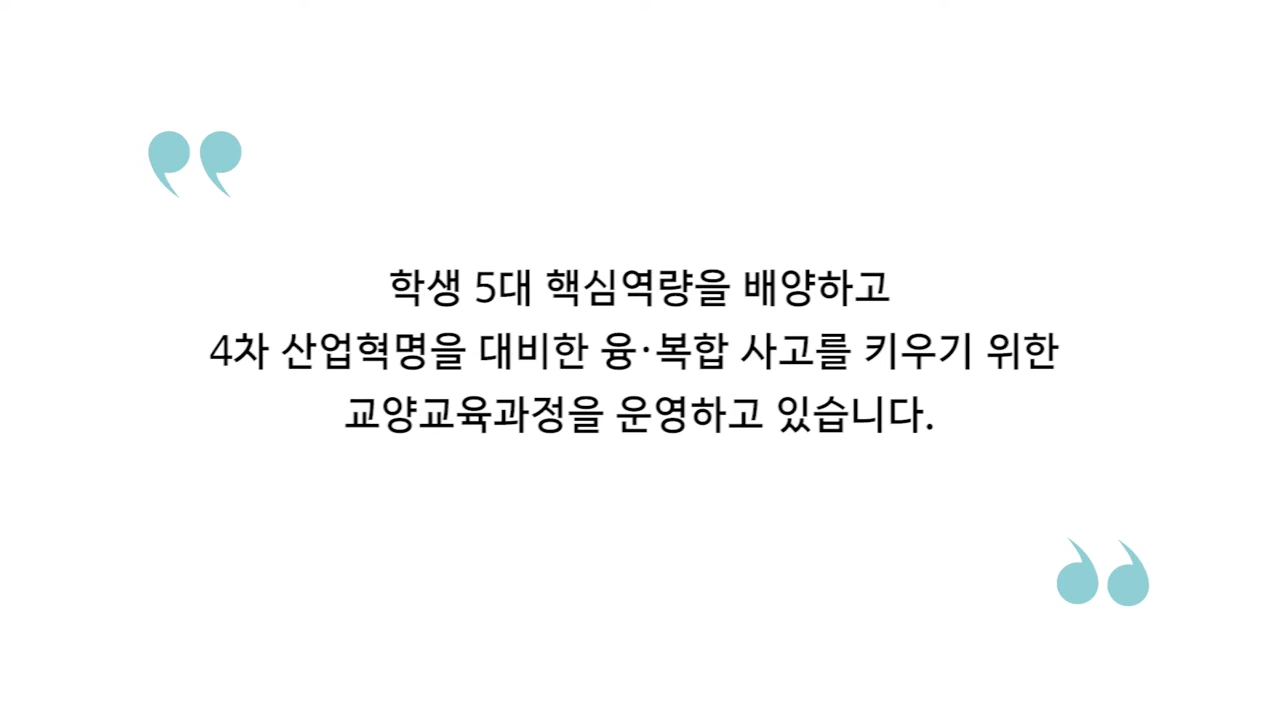 학생 5대 핵심역량을 배양하고
4차 산업혁명을 대비한 융·복합 사고를 키우기 위한
교양교육과정을 운영하고 있습니다.